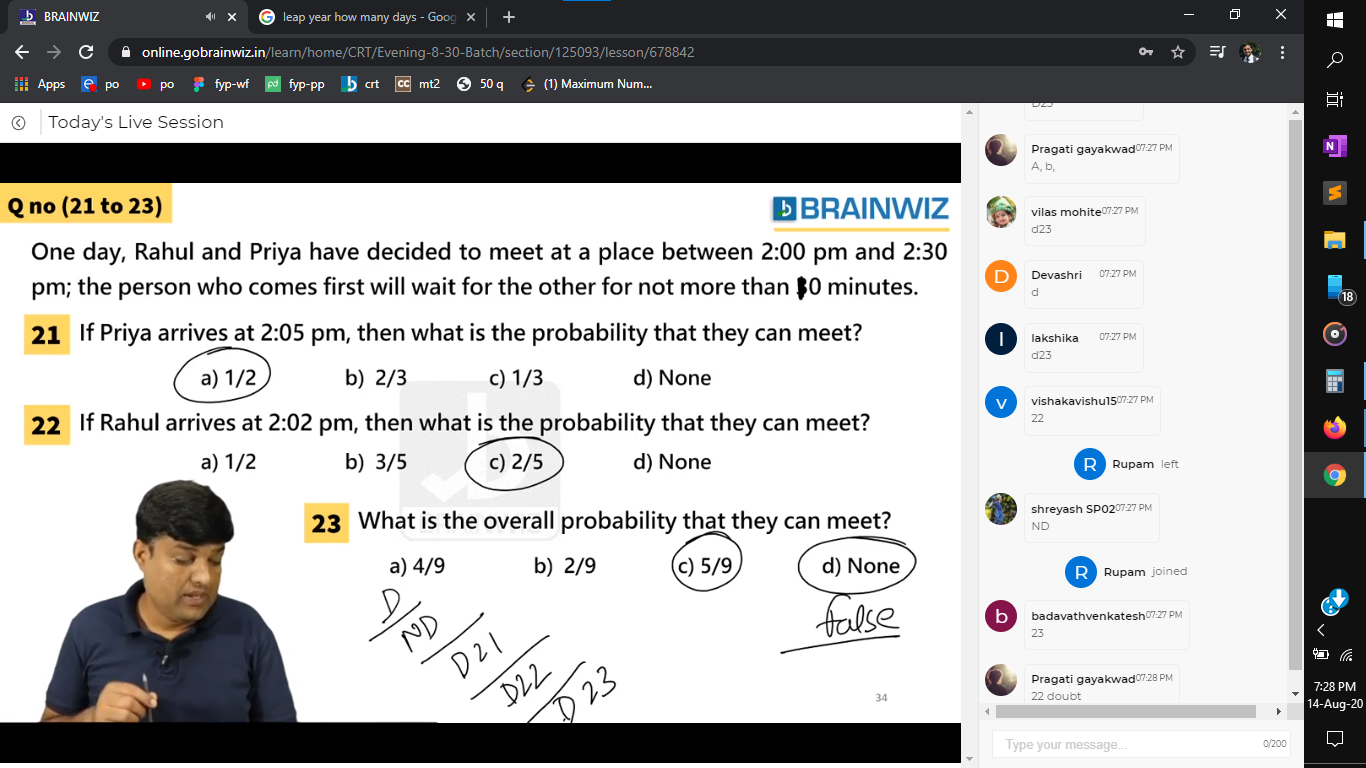 BRAINWIZ
leap year how many days - Goog
online.gobrainwiz.in/learn/home/CRT/Evening-8-30-Batch/section/125093/lesson/678842
Apps po po fyp-wf fyp-pp crt CC mt2 50 q (1) Maximum Num...
Today's Live Session
Q no (21 to 23)
BRAINWIZ
One day, Rahul and Priya have decided to meet at a place between 2:00 pm and 2:30
pm; the person who comes first will wait for the other for not more than 10 minutes.
21 If Priya arrives at 2:05 pm, then what is the probability that they can meet?
a) 1/2 b) 2/3 c) 1/3 d) None
22 If Rahul arrives at 2:02 pm, then what is the probability that they can meet?
a) 1/2 b) 3/5 c) 2/5 d) None
23 What is the overall probability that they can meet?
a) 4/9 b) 2/9 c) 5/9 d) None
false
D/ND/D21/D22/D23
34
D23
Pragati gayakwad 07:27 PM
A, b,
vilas mohite 07:27 PM
d23
D
Devashri 07:27 PM
d
l
lakshika 07:27 PM
d23
v
vishakavishu15 07:27 PM
22
R Rupam left
shreyash SP02 07:27 PM
ND
R Rupam joined
b
badavathvenkatesh 07:27 PM
23
Pragati gayakwad 07:28 PM
22 doubt
Type your message... 0/200
N
18
7:28 PM
14-Aug-20